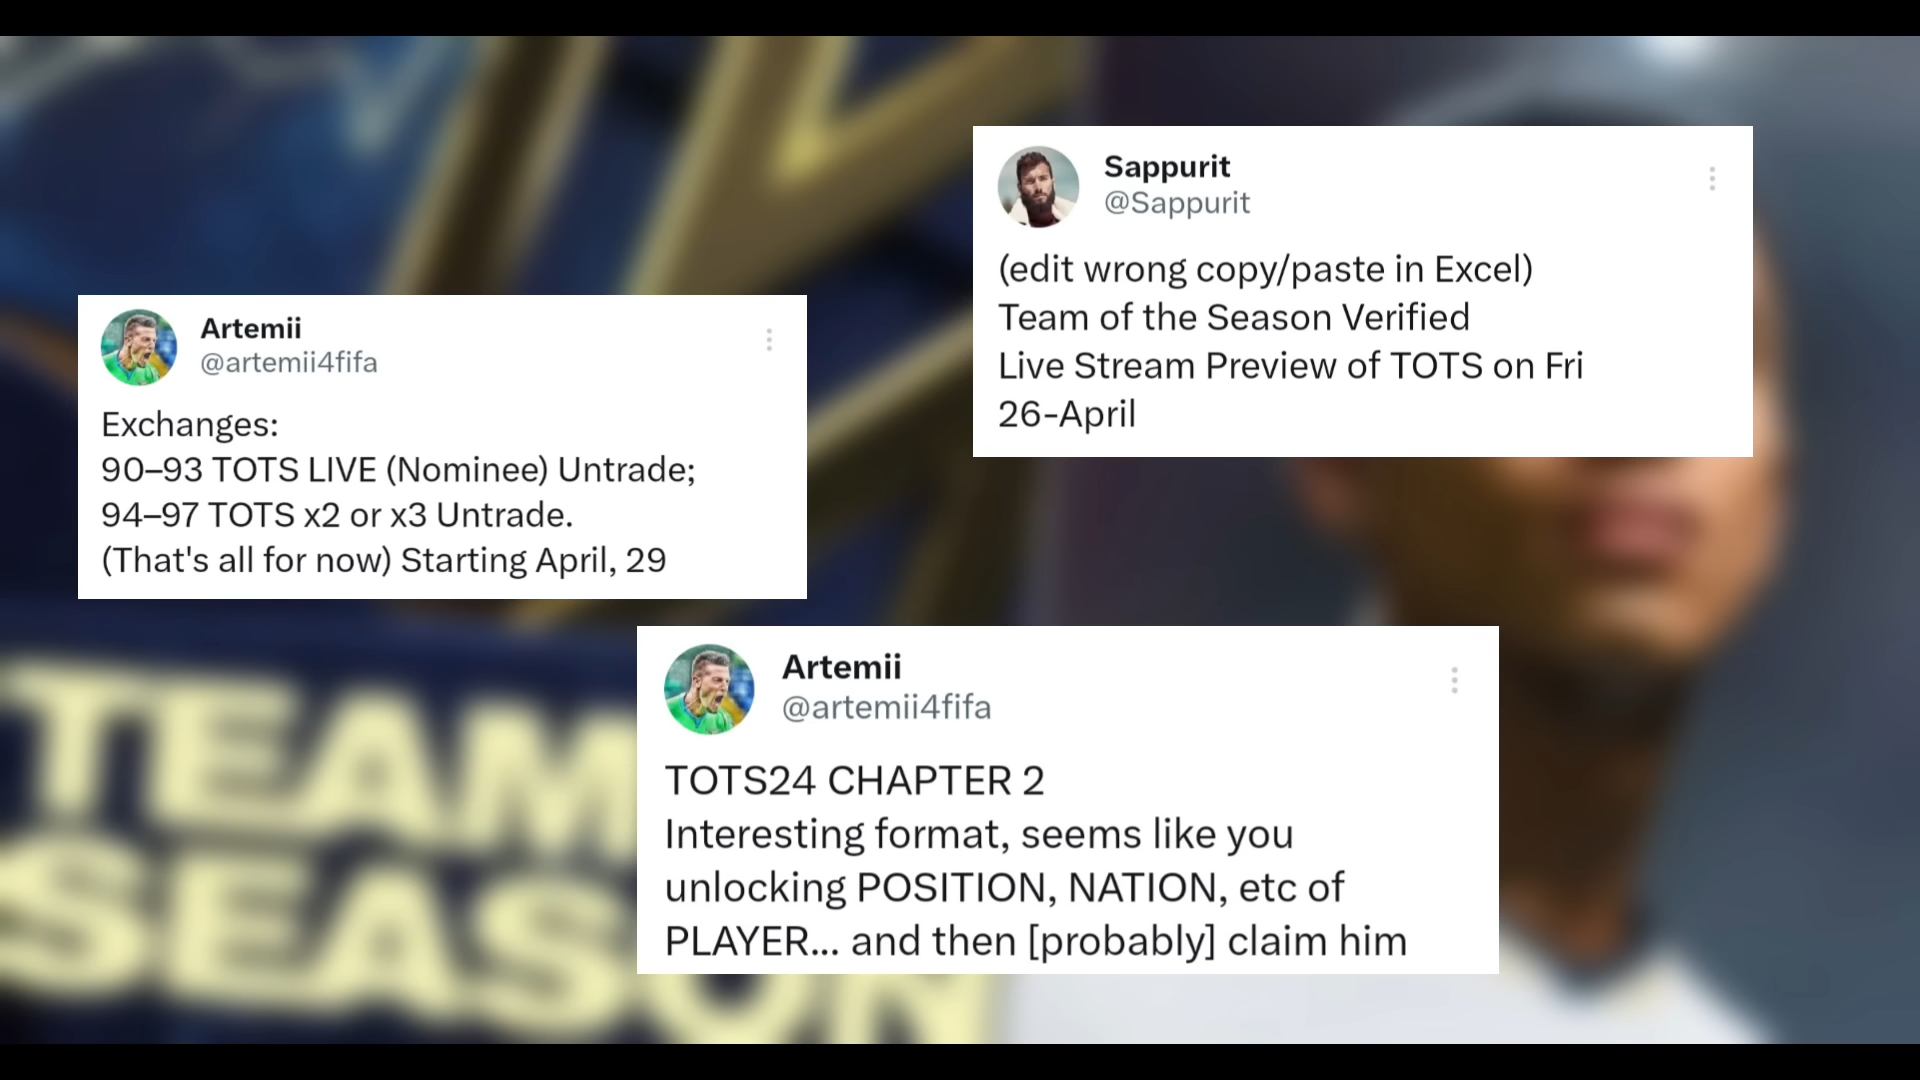 Sappurit
@Sappurit
(edit wrong copy/paste in Excel)
Team of the Season Verified
Live Stream Preview of TOTS on Fri
26-April
Artemii
@artemii4fifa
Exchanges:
90–93 TOTS LIVE (Nominee) Untrade;
94–97 TOTS x2 or x3 Untrade.
(That's all for now) Starting April, 29
Artemii
@artemii4fifa
TOTS24 CHAPTER 2
Interesting format, seems like you
unlocking POSITION, NATION, etc of
PLAYER... and then [probably] claim him
TEAM
SEASON